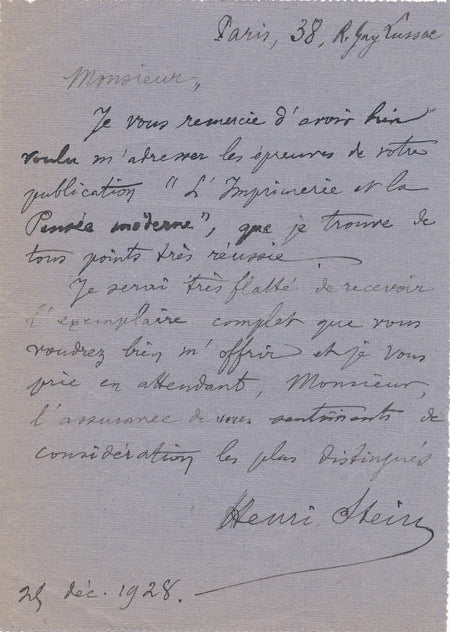 Paris, 38, R. Gay Lussac
Monsieur,
Je vous remercie d'avoir bien
voulu m'adresser les épreuves de votre
publication "L'Imprimerie et la
Pensée moderne", que je trouve de
tous points très réussie.
Je serai très flatté de recevoir
l'exemplaire complet que vous
voudrez bien m'offrir et je vous
prie en attendant, Monsieur,
l'assurance de mes sentiments de
considération les plus distingués
Henri Stein
déc. 1928.